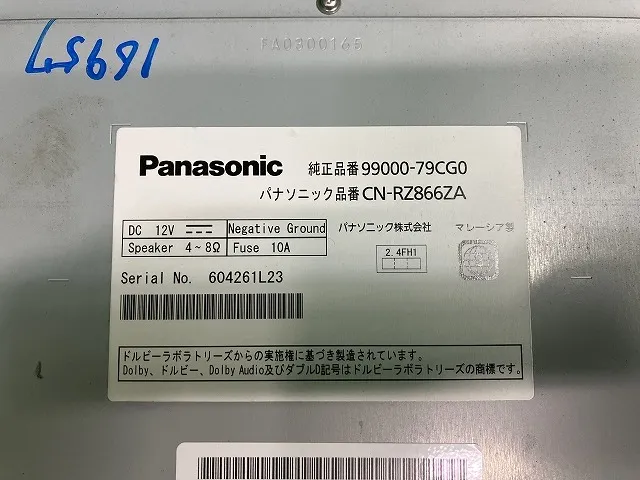 LS691
FA0300165
Panasonic 純正品番 99000-79CG0
パナソニック品番 CN-RZ866ZA
DC 12V Negative Ground
Speaker 4~8Ω Fuse 10A
パナソニック株式会社 マレーシア製
2.4FH1
Serial No. 604261L23
ドルビーラボラトリーズからの実施権に基づき製造されています。
Dolby、ドルビー、Dolby Audio及びダブルD記号はドルビーラボラトリーズの商標です。